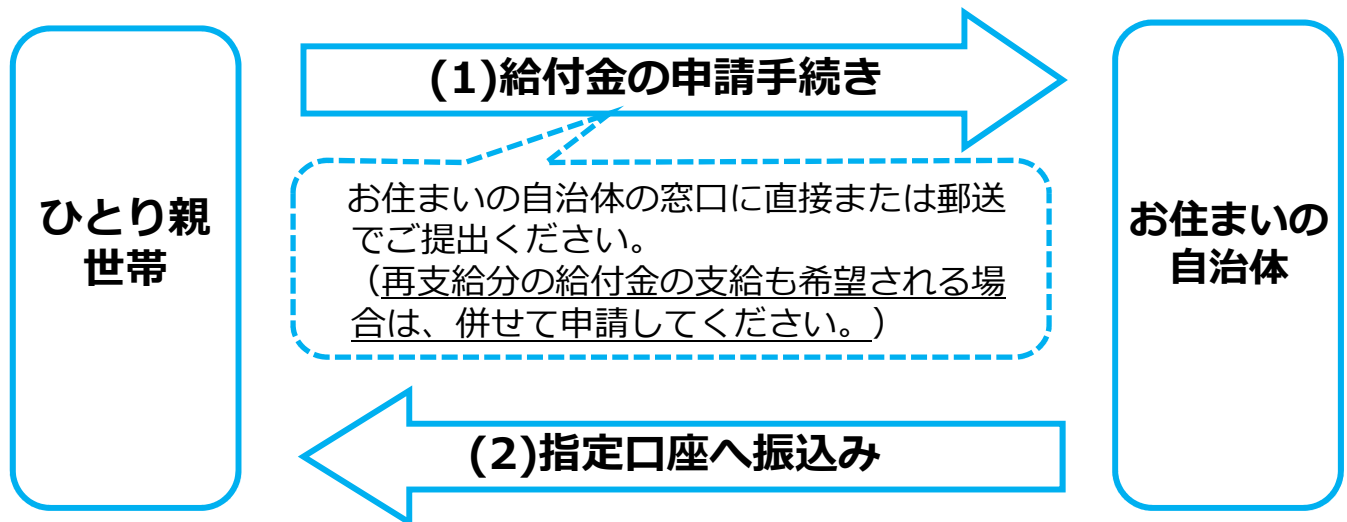 (1)給付金の申請手続き
ひとり親
世帯
お住まいの自治体の窓口に直接または郵送
でご提出ください。
(再支給分の給付金の支給も希望される場
合は、併せて申請してください。)
お住まいの
自治体
(2)指定口座へ振込み